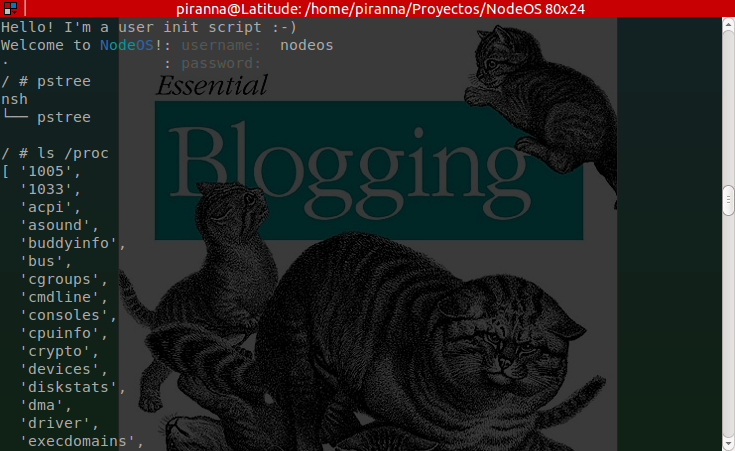 piranna@Latitude: /home/piranna/Proyectos/NodeOS 80x24
Hello! I'm a user init script :-)
Welcome to NodeOS!: username:  nodeos
.                 : password:
/ # pstree
nsh
└── pstree
/ # ls /proc
[ '1005',
'1033',
'acpi',
'asound',
'buddyinfo',
'bus',
'cgroups',
'cmdline',
'consoles',
'cpuinfo',
'crypto',
'devices',
'diskstats',
'dma',
'driver',
'execdomains',
Essential
Blogging